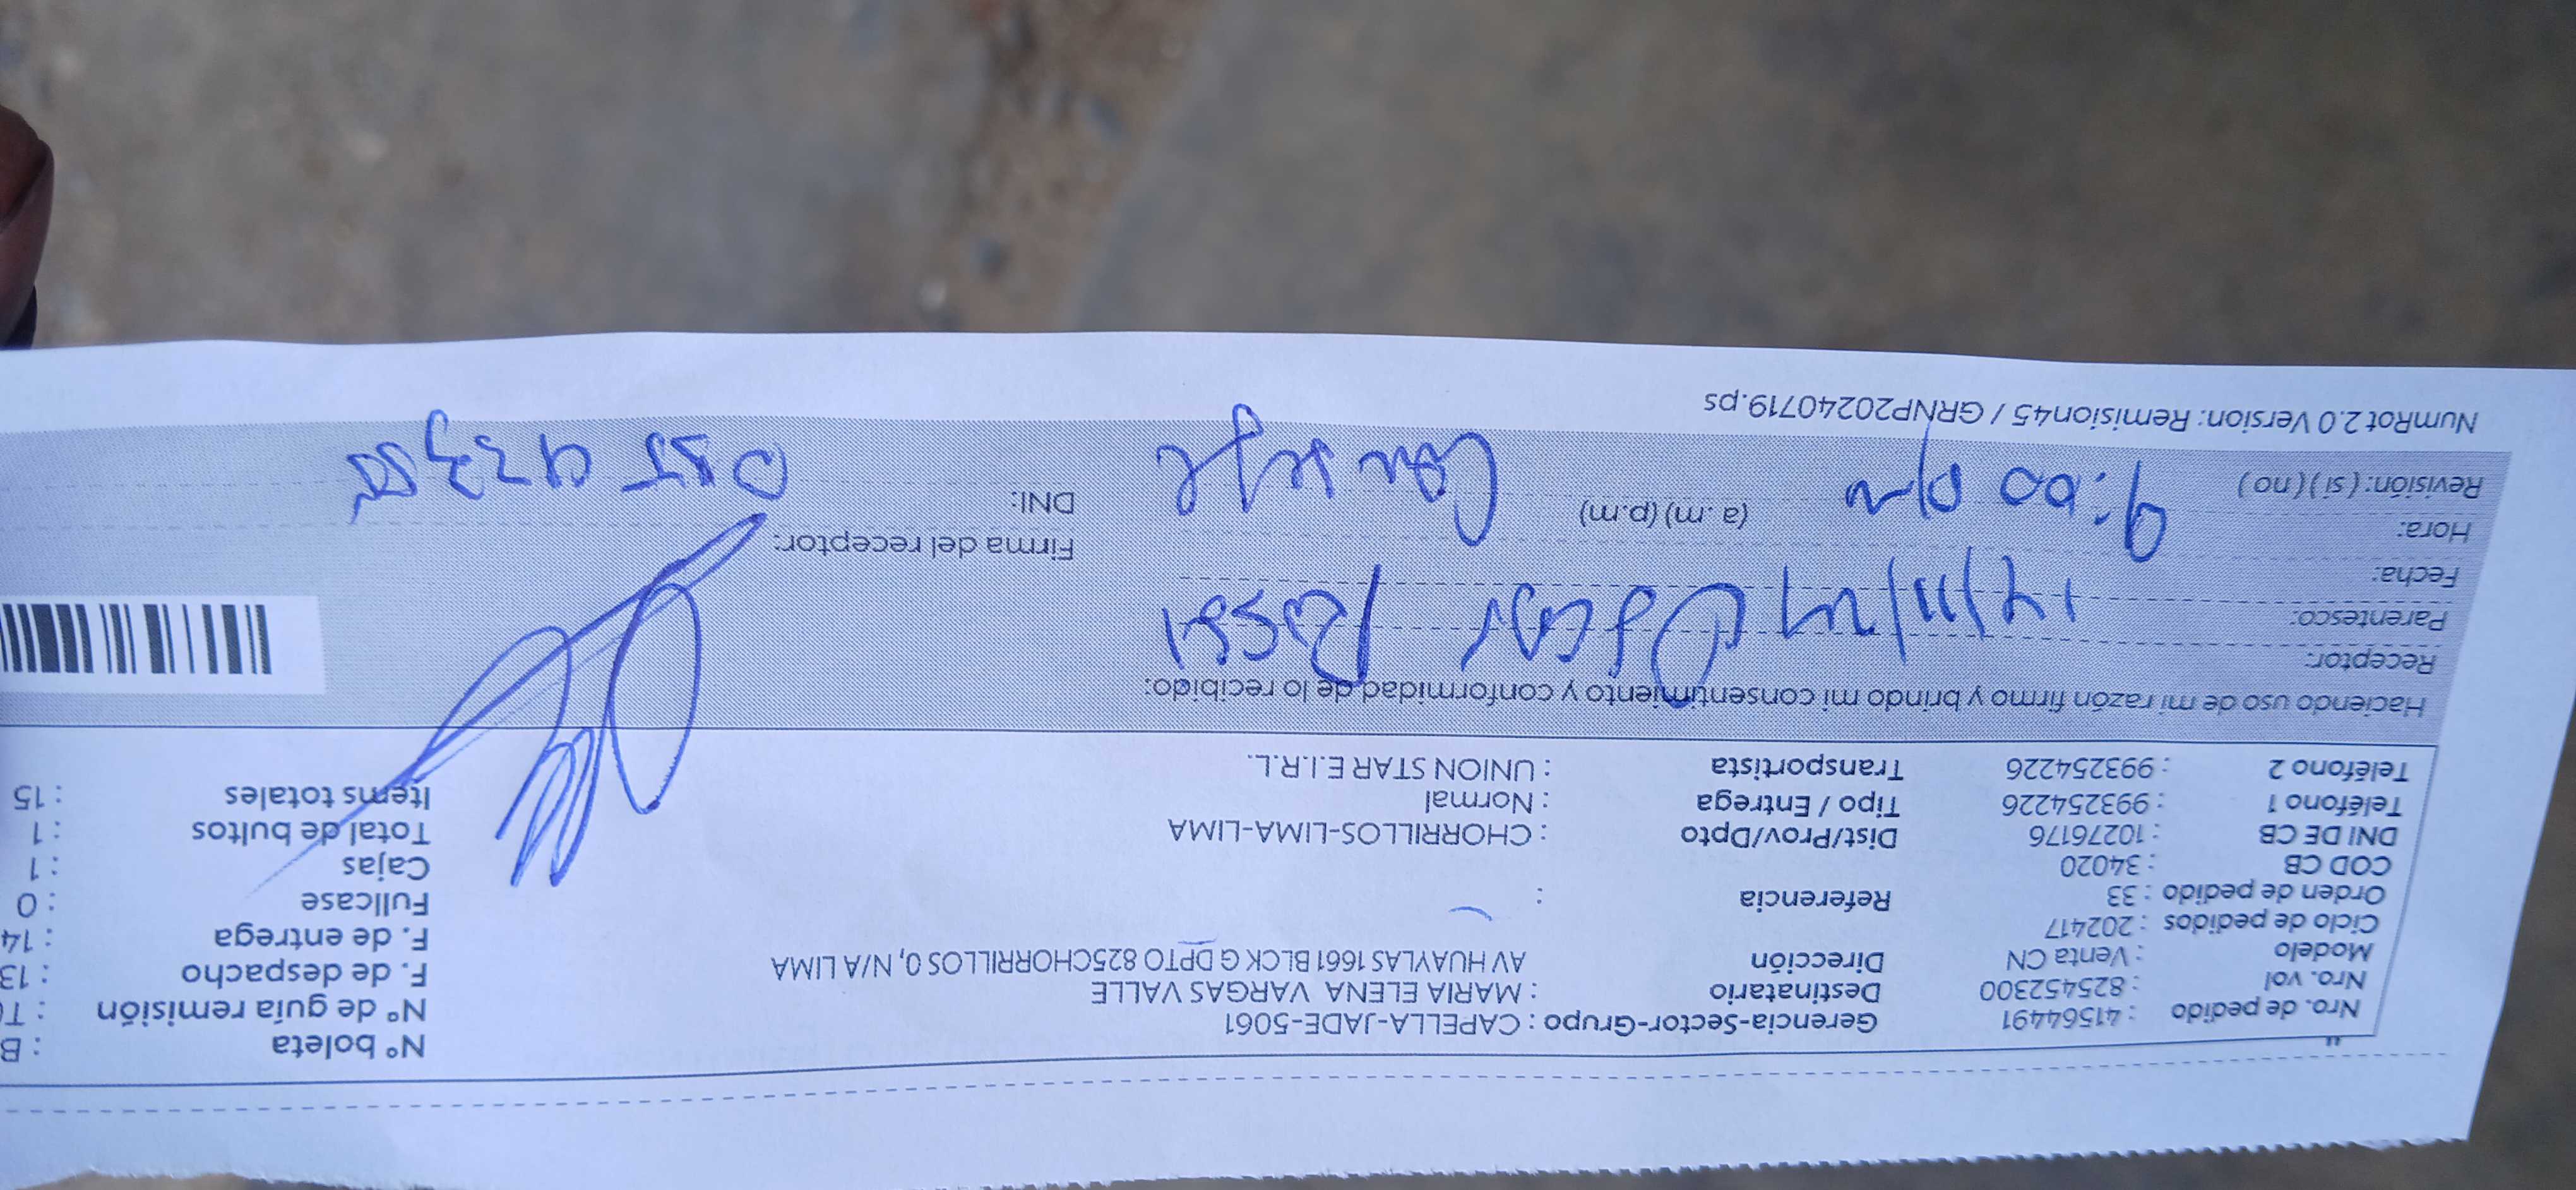 Nro. de pedido : 41564491 Gerencia-Sector-Grupo : CAPELLA-JADE-5061 N° boleta : B
Nro. vol : 825452300 Destinatario : MARIA ELENA VARGAS VALLE N° de guía remisión : T
Modelo : Venta CN Dirección AV HUAYLAS 1661 BLCK G DPTO 825CHORRILLOS 0, N/A LIMA F. de despacho : 13
Ciclo de pedidos : 202417 F. de entrega : 14
Orden de pedido : 33 Referencia : Fullcase : 0
COD CB : 34020 Cajas : 1
DNI DE CB : 10276176 Dist/Prov/Dpto : CHORRILLOS-LIMA-LIMA Total de bultos : 1
Teléfono 1 : 993254226 Tipo / Entrega : Normal Items totales : 15
Teléfono 2 : 993254226 Transportista : UNION STAR E.I.R.L.
Haciendo uso de mi razón firmo y brindo mi consentimiento y conformidad de lo recibido:
Receptor:
Parentesco: Oscar
Fecha:
Hora: 9:00 (a .m) (p.m) Firma del receptor:
Revisión: ( si ) ( no ) Conserje DNI:
NumRot 2.0 Version: Remision45 / GRNP20240719.ps